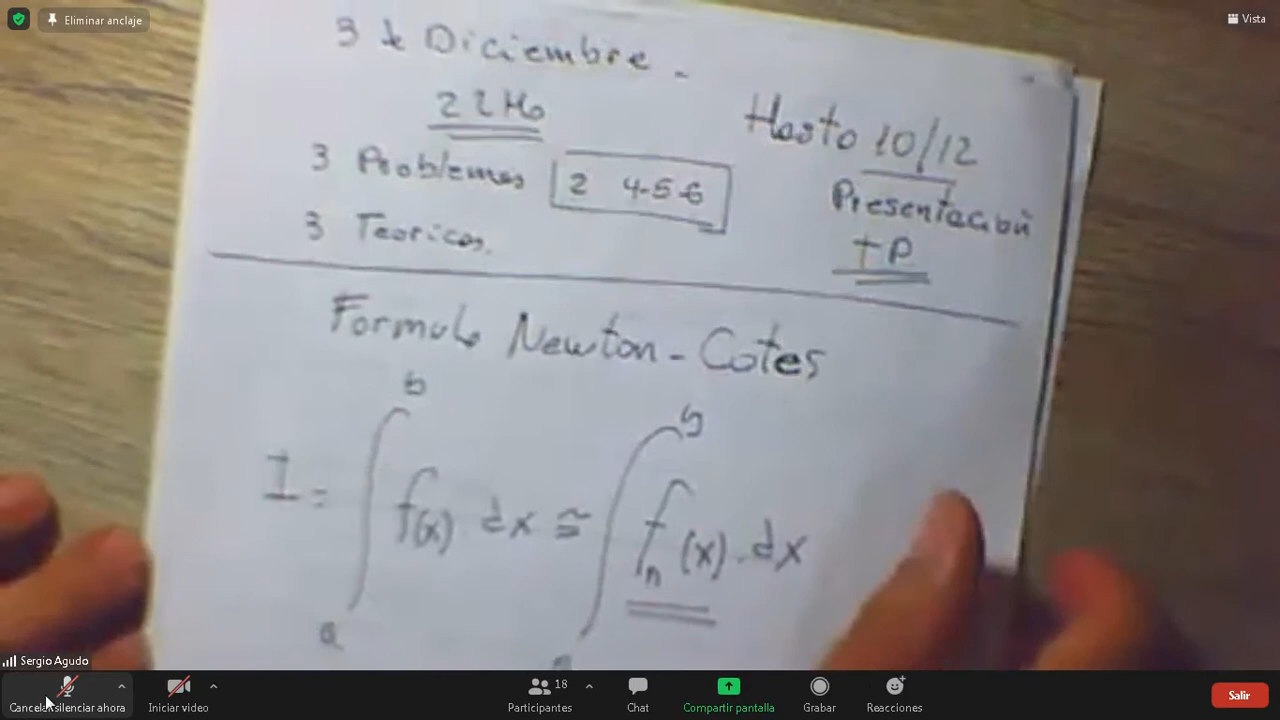 Eliminar anclaje
Vista
3 de Diciembre.
22 Hs
Hasta 10/12
3 Problemas 2 4-5-6
Presentación
3 Teoricos.
TP
Formula Newton - Cotes
b b
I = ∫ f(x) dx ≅ ∫ fn (x). dx
a a
Sergio Agudo
Cancelar silenciar ahora
Iniciar video
18
Participantes
Chat
Compartir pantalla
Grabar
Reacciones
Salir